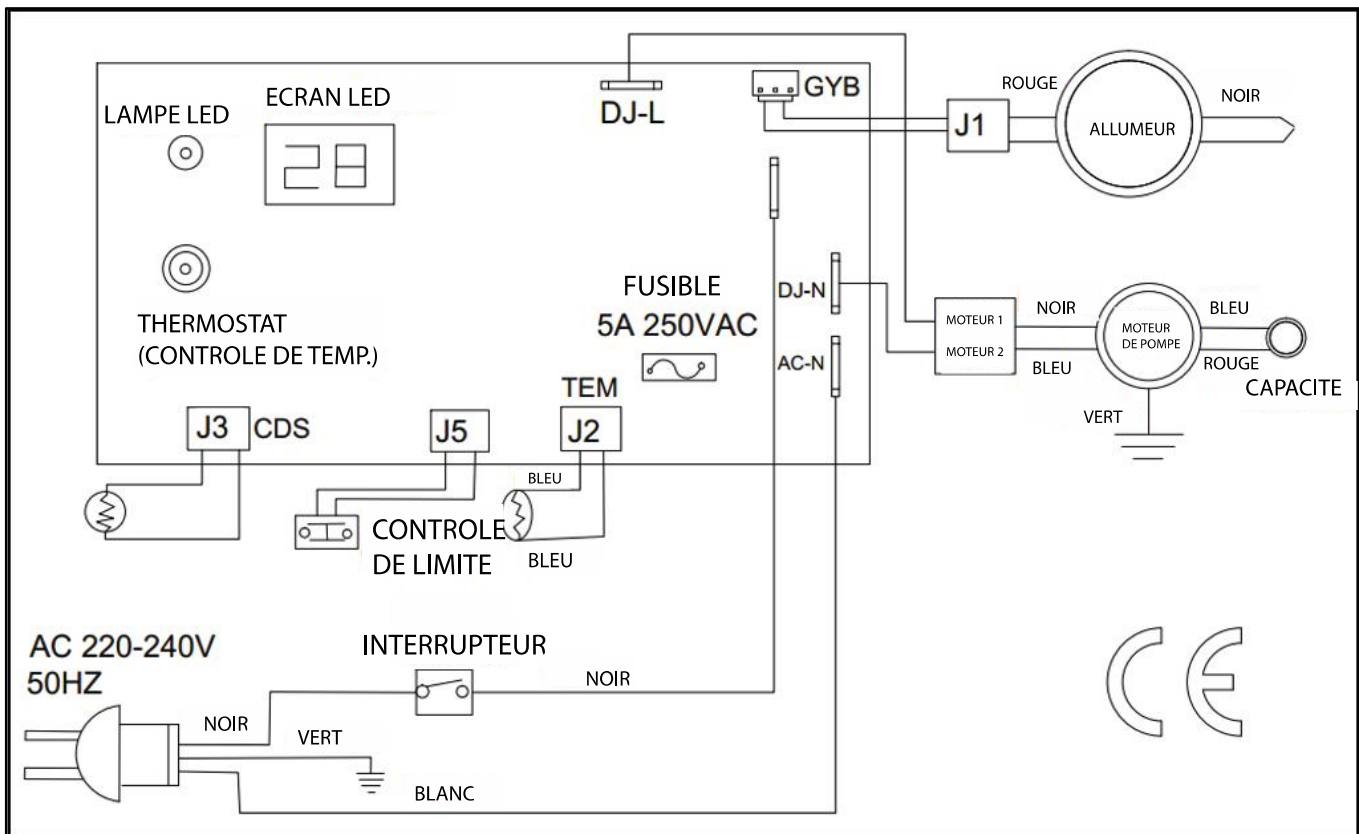 LAMPE LED
ECRAN LED
28
DJ-L
GYB
ROUGE
J1
ALLUMEUR
NOIR
THERMOSTAT
(CONTROLE DE TEMP.)
FUSIBLE
5A 250VAC
DJ-N
AC-N
MOTEUR 1
MOTEUR 2
NOIR
BLEU
MOTEUR
DE POMPE
BLEU
ROUGE
CAPACITE
VERT
J3
CDS
J5
TEM
J2
BLEU
BLEU
CONTROLE
DE LIMITE
AC 220-240V
50HZ
INTERRUPTEUR
NOIR
NOIR
VERT
BLANC
CE